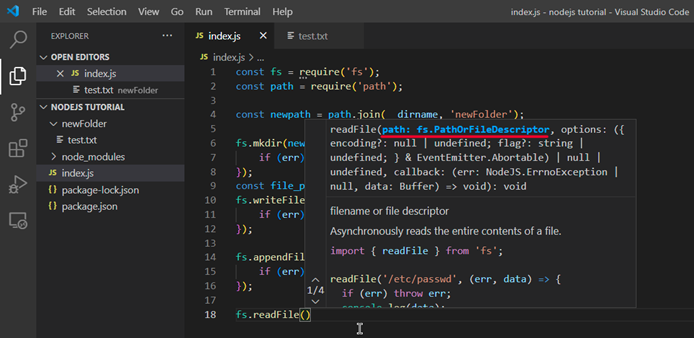 File Edit Selection View Go Run Terminal Help index.js - nodejs tutorial - Visual Studio Code
EXPLORER ...
OPEN EDITORS
JS index.js
test.txt newFolder
NODEJS TUTORIAL
newFolder
test.txt
node_modules
JS index.js
package-lock.json
package.json
JS index.js
test.txt
JS index.js > ...
1 const fs = require('fs');
2 const path = require('path');
3
4 const newpath = path.join(__dirname, 'newFolder');
5
6 fs.mkdir(new
7 if (err)
8 });
9 const file_p
10 fs.writeFile
11 if (err)
12 });
13
14 fs.appendFil
15 if (err)
16 });
17
18 fs.readFile()
readFile(path: fs.PathOrFileDescriptor, options: ({
encoding?: null | undefined; flag?: string |
undefined; } & EventEmitter.Abortable) | null |
undefined, callback: (err: NodeJS.ErrnoException |
null, data: Buffer) => void): void
filename or file descriptor
Asynchronously reads the entire contents of a file.
import { readFile } from 'fs';
readFile('/etc/passwd', (err, data) => {
1/4
if (err) throw err;
console.log(data);